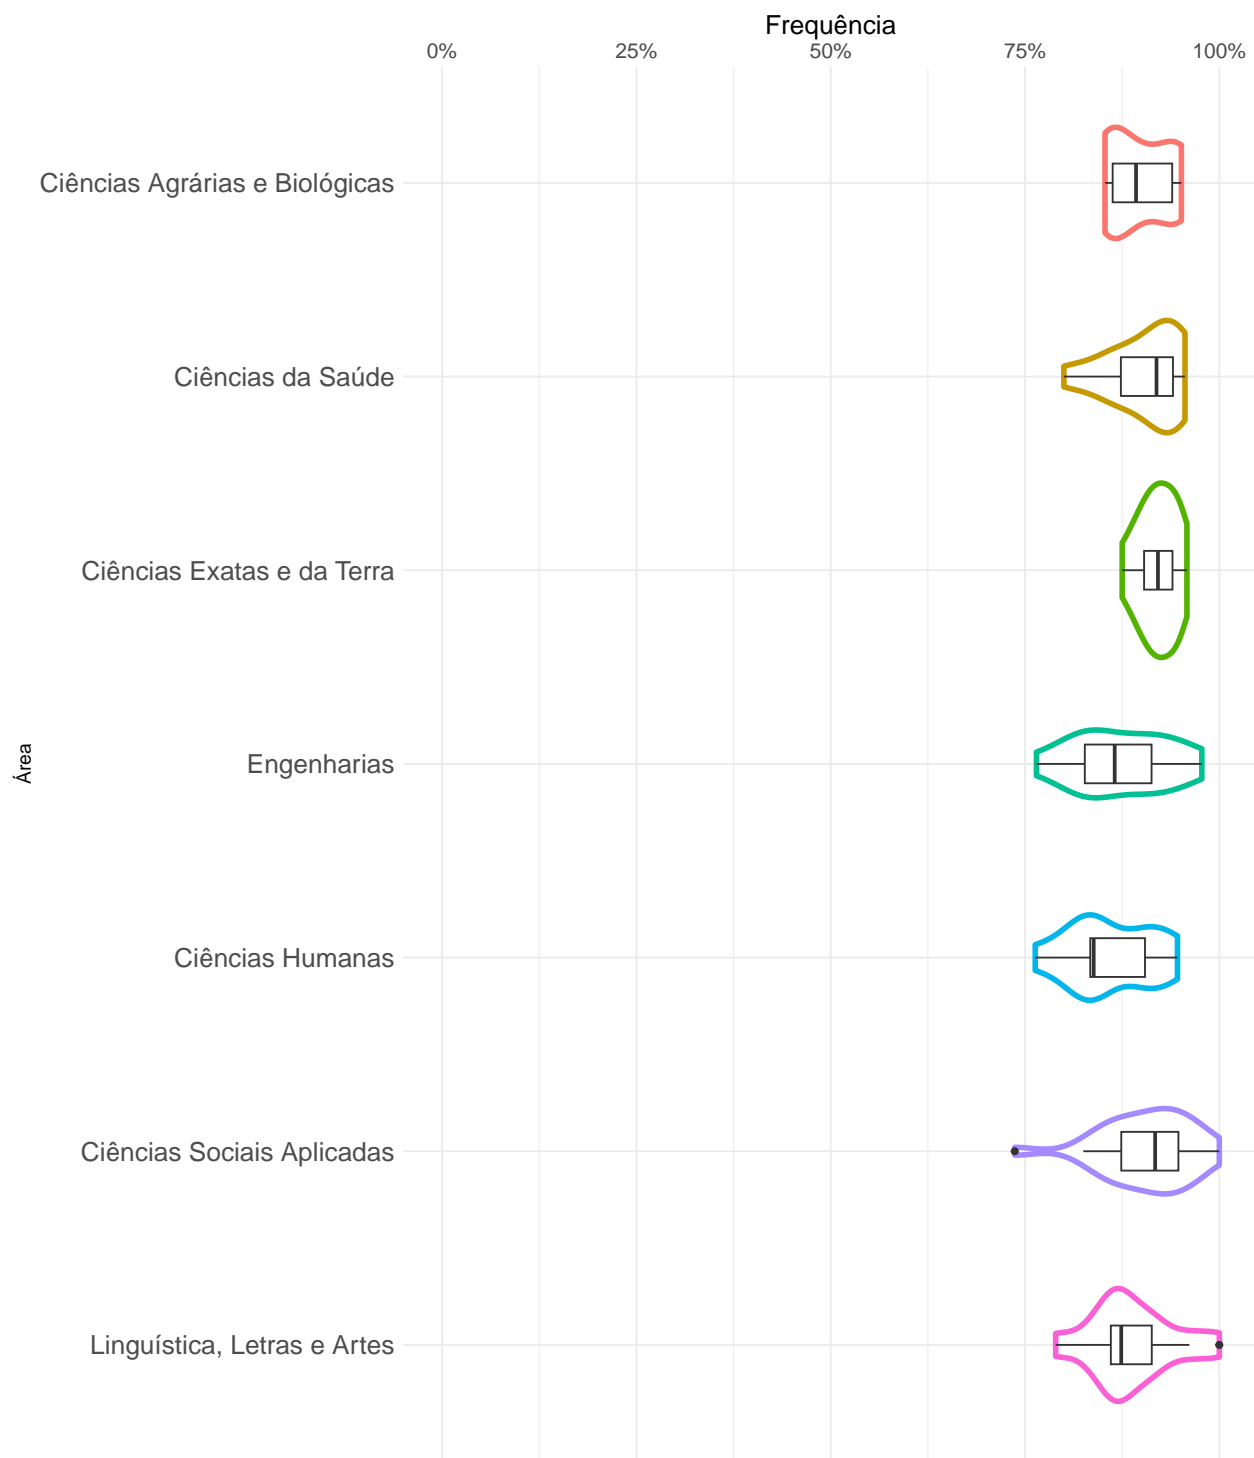 Frequência
0% 25% 50% 75% 100%
Ciências Agrárias e Biológicas
Ciências da Saúde
Ciências Exatas e da Terra
Engenharias
Área
Ciências Humanas
Ciências Sociais Aplicadas
Linguística, Letras e Artes